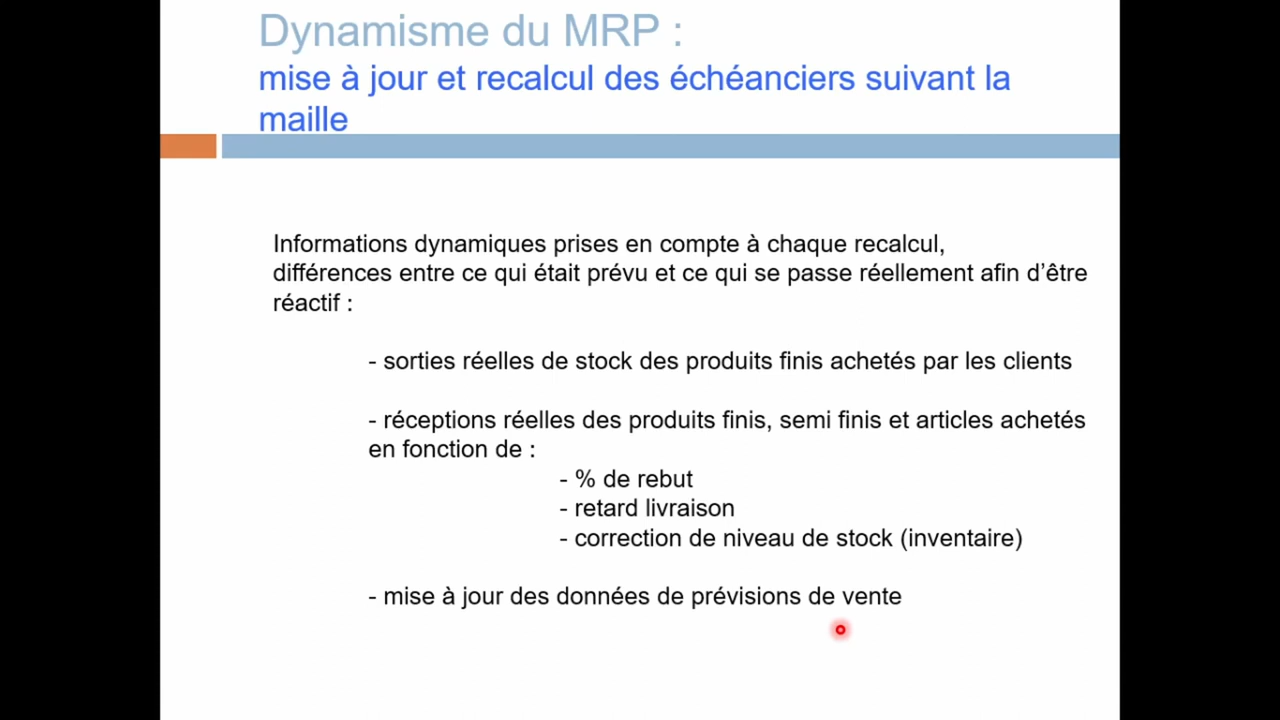 Dynamisme du MRP :
mise à jour et recalcul des échéanciers suivant la
maille
Informations dynamiques prises en compte à chaque recalcul,
différences entre ce qui était prévu et ce qui se passe réellement afin d’être
réactif :
- sorties réelles de stock des produits finis achetés par les clients
- réceptions réelles des produits finis, semi finis et articles achetés
en fonction de :
- % de rebut
- retard livraison
- correction de niveau de stock (inventaire)
- mise à jour des données de prévisions de vente